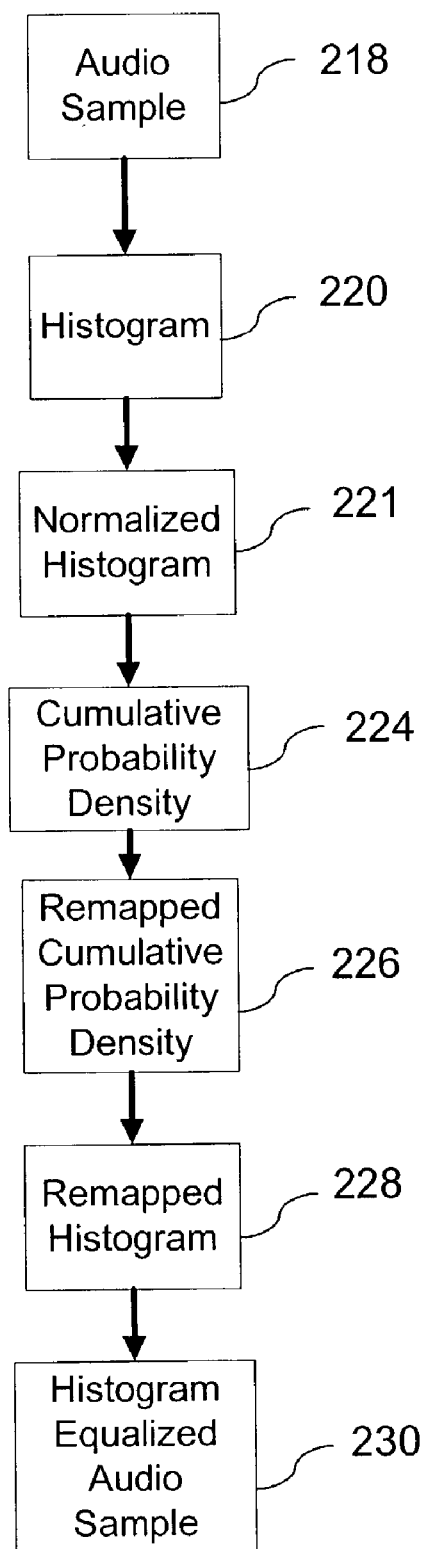 Audio
Sample
218
Histogram
220
Normalized
Histogram
221
Cumulative
Probability
Density
224
Remapped
Cumulative
Probability
Density
226
Remapped
Histogram
228
Histogram
Equalized
Audio
Sample
230